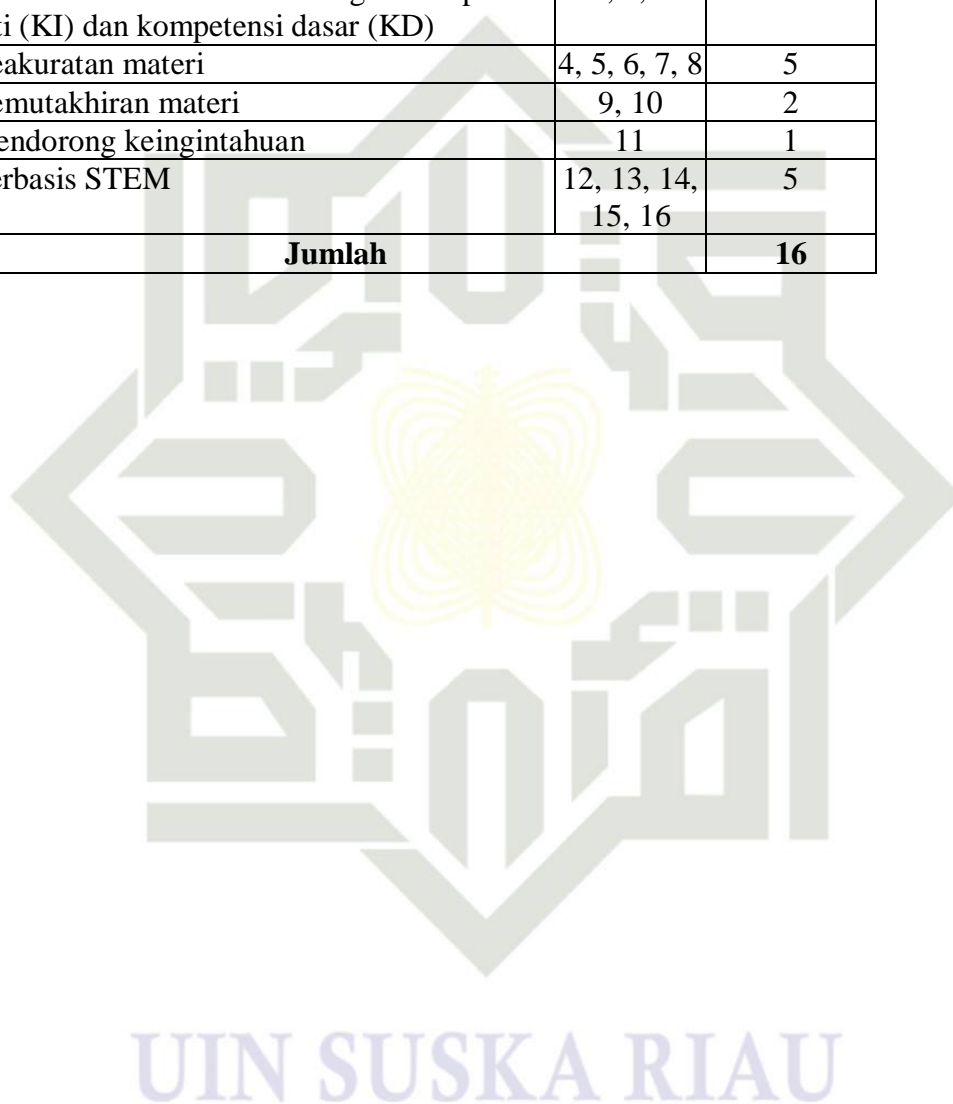 ti (KI) dan kompetensi dasar (KD)
eakuratan materi 4, 5, 6, 7, 8 5
emutakhiran materi 9, 10 2
endorong keingintahuan 11 1
erbasis STEM 12, 13, 14, 5
15, 16
Jumlah 16
UIN SUSKA RIAU